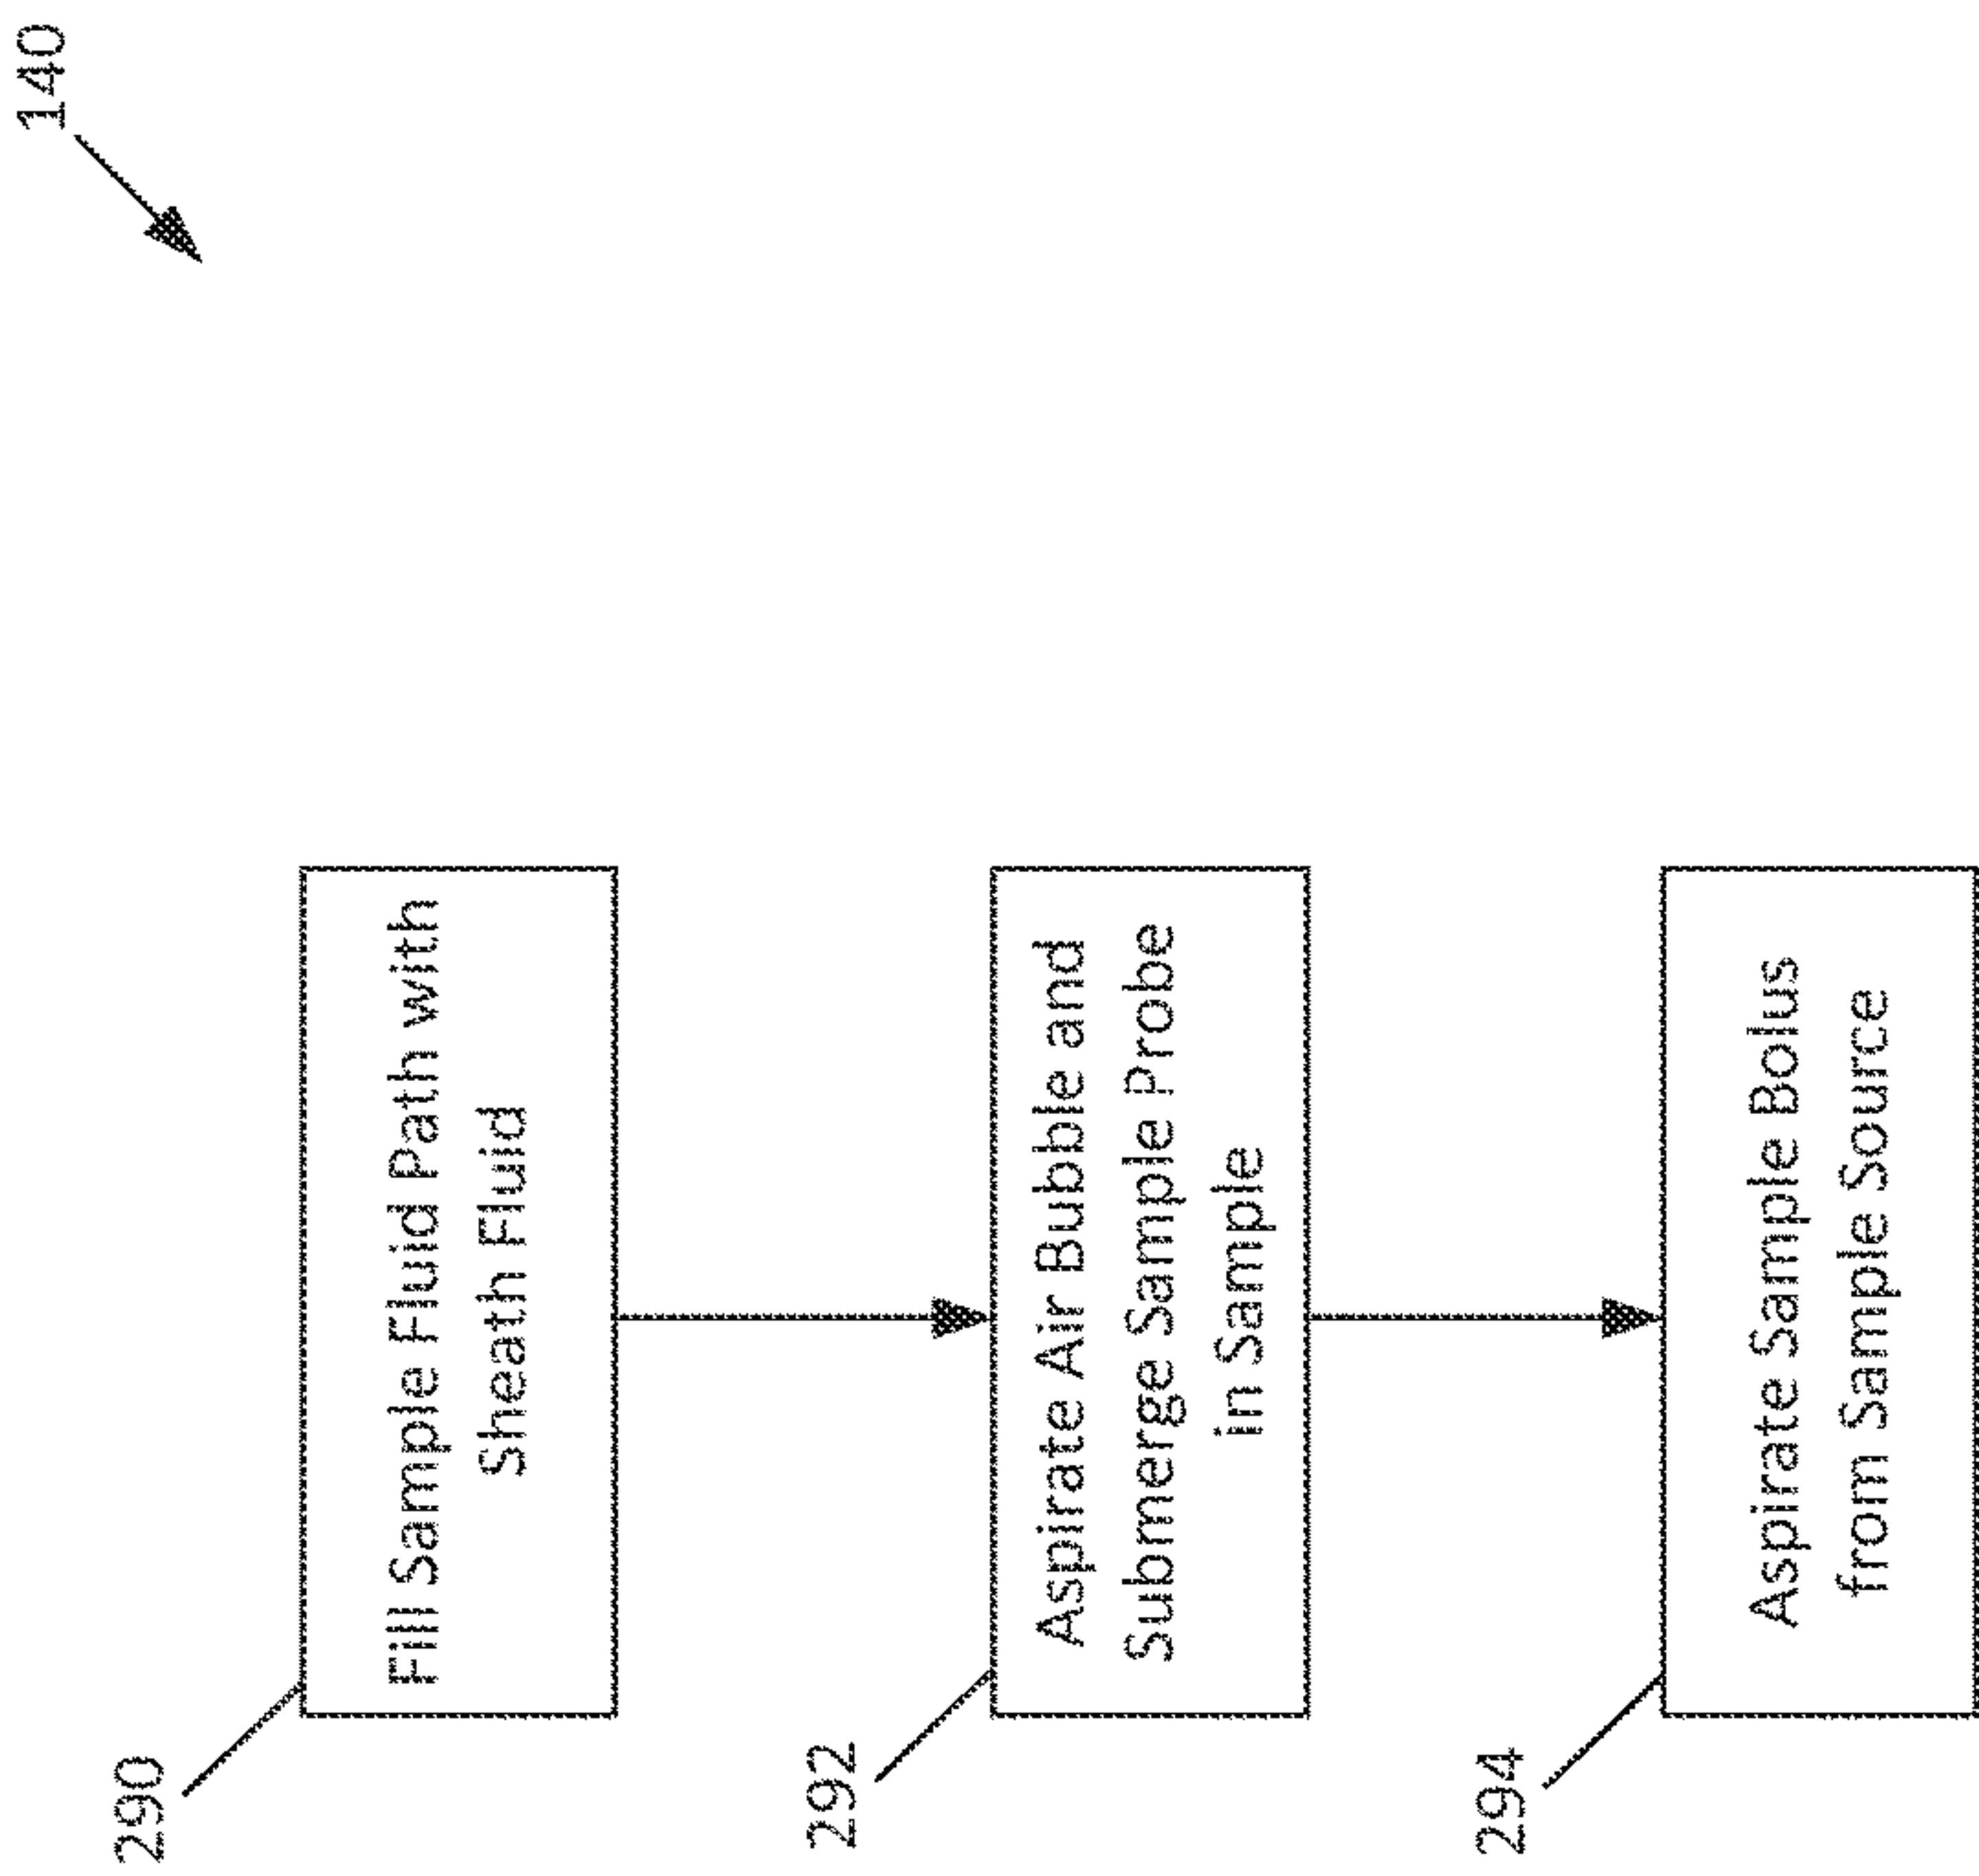 140
290
Fill Sample Fluid Path with
Sheath Fluid
292
Aspirate Air Bubble and
Submerge Sample Probe
in Sample
294
Aspirate Sample Bolus
from Sample Source